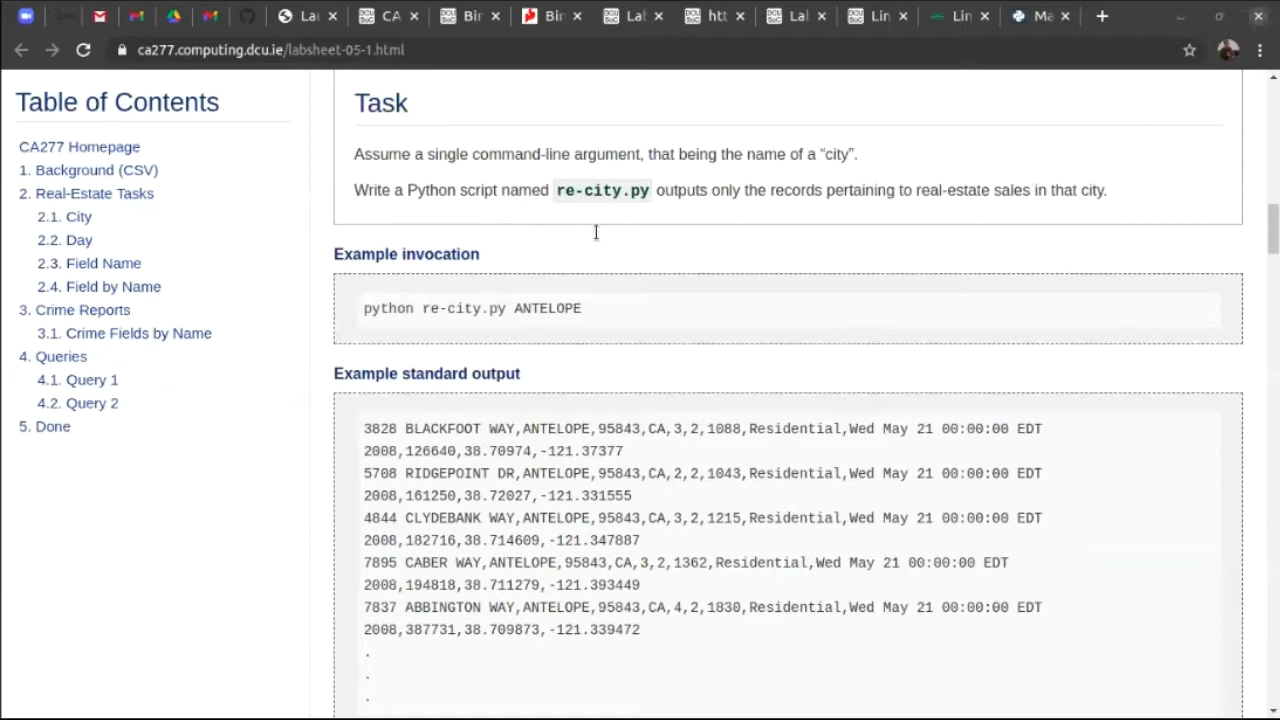 Lau
CA
Bir
Bir
Lal
htt
Lal
Lin
Lin
Ma
ca277.computing.dcu.ie/labsheet-05-1.html
Table of Contents
CA277 Homepage
1. Background (CSV)
2. Real-Estate Tasks
2.1. City
2.2. Day
2.3. Field Name
2.4. Field by Name
3. Crime Reports
3.1. Crime Fields by Name
4. Queries
4.1. Query 1
4.2. Query 2
5. Done
Task
Assume a single command-line argument, that being the name of a “city”.
Write a Python script named re-city.py outputs only the records pertaining to real-estate sales in that city.
Example invocation
python re-city.py ANTELOPE
Example standard output
3828 BLACKFOOT WAY,ANTELOPE,95843,CA,3,2,1088,Residential,Wed May 21 00:00:00 EDT
2008,126640,38.70974,-121.37377
5708 RIDGEPOINT DR,ANTELOPE,95843,CA,2,2,1043,Residential,Wed May 21 00:00:00 EDT
2008,161250,38.72027,-121.331555
4844 CLYDEBANK WAY,ANTELOPE,95843,CA,3,2,1215,Residential,Wed May 21 00:00:00 EDT
2008,182716,38.714609,-121.347887
7895 CABER WAY,ANTELOPE,95843,CA,3,2,1362,Residential,Wed May 21 00:00:00 EDT
2008,194818,38.711279,-121.393449
7837 ABBINGTON WAY,ANTELOPE,95843,CA,4,2,1830,Residential,Wed May 21 00:00:00 EDT
2008,387731,38.709873,-121.339472
.
.
.